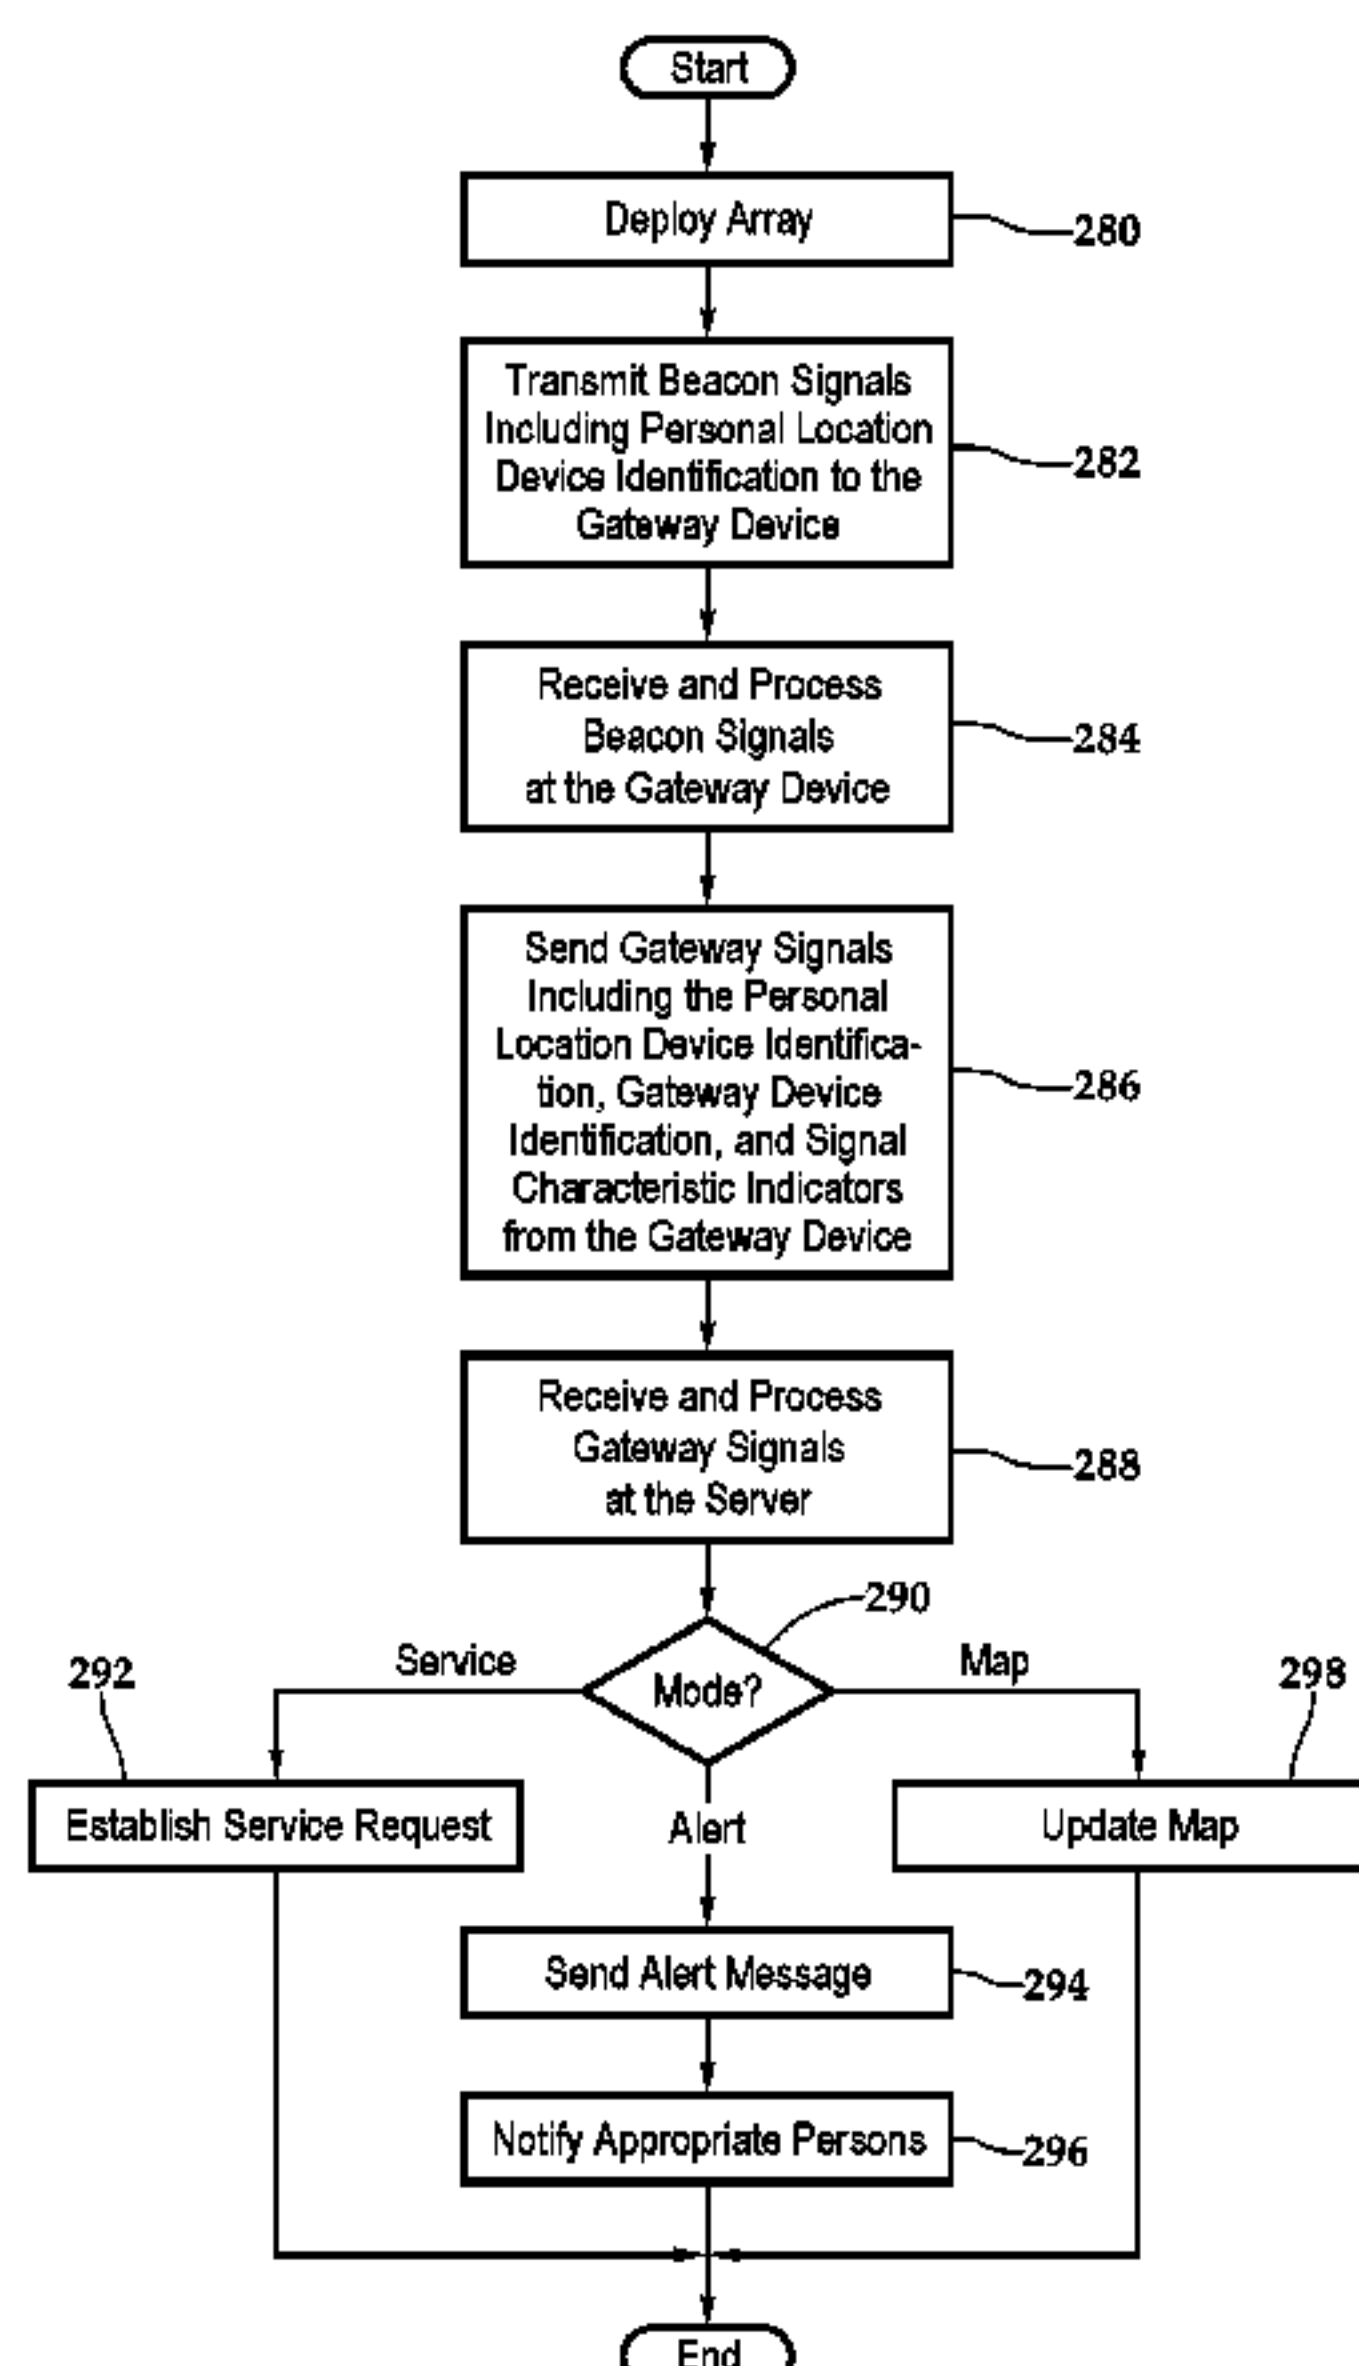 Start
Deploy Array
280
Transmit Beacon Signals
Including Personal Location
Device Identification to the
Gateway Device
282
Receive and Process
Beacon Signals
at the Gateway Device
284
Send Gateway Signals
Including the Personal
Location Device Identifica-
tion, Gateway Device
Identification, and Signal
Characteristic Indicators
from the Gateway Device
286
Receive and Process
Gateway Signals
at the Server
288
290
Service
Mode?
Map
292
298
Establish Service Request
Alert
Update Map
Send Alert Message
294
Notify Appropriate Persons
296
End